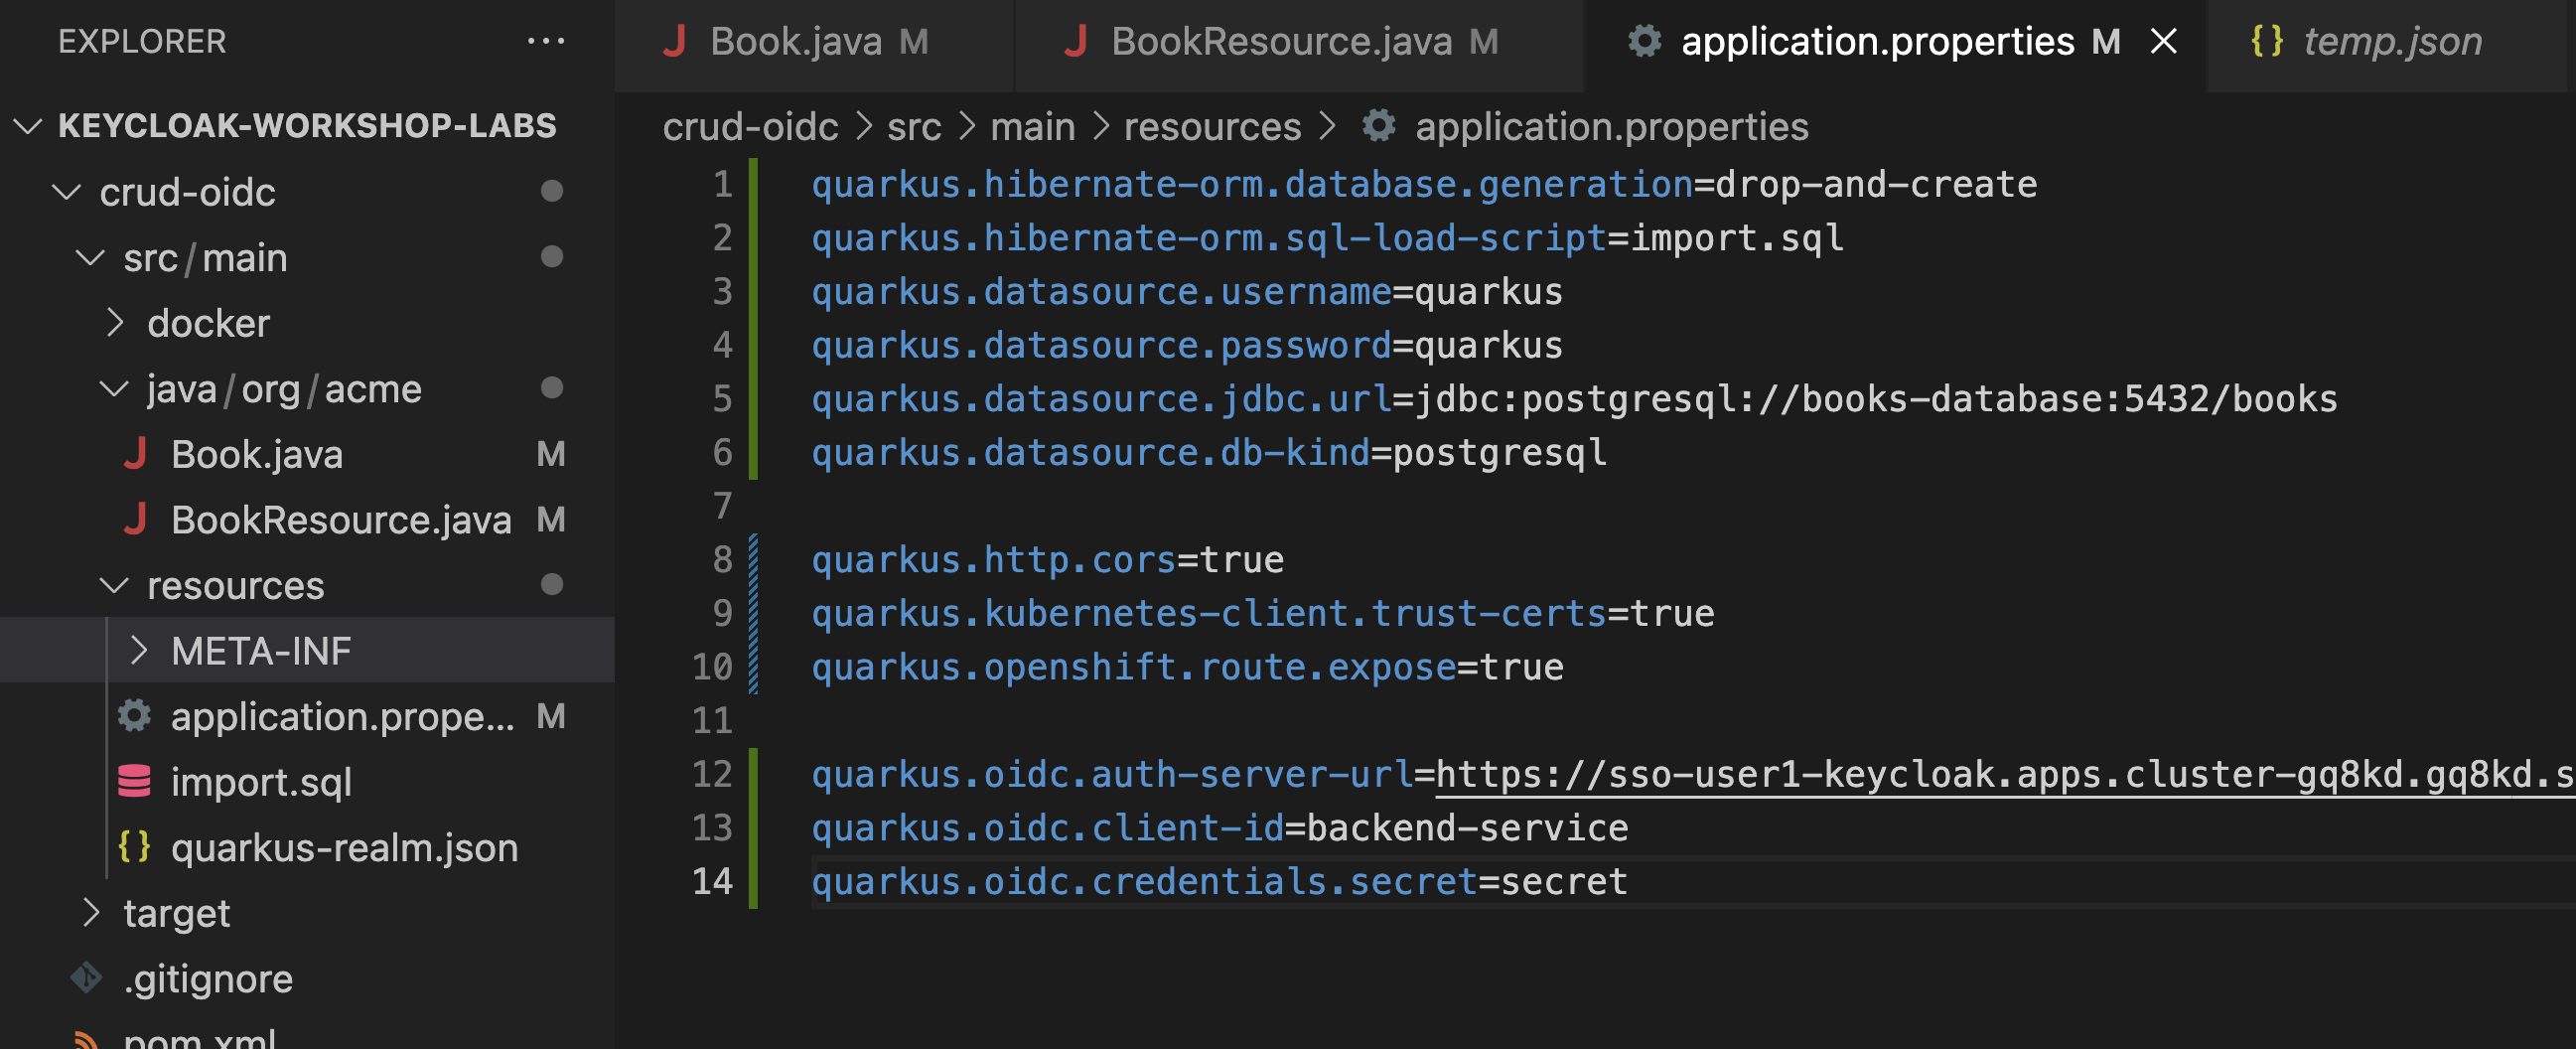 EXPLORER ...
KEYCLOAK-WORKSHOP-LABS
crud-oidc
src/main
docker
java/org/acme
Book.java M
BookResource.java M
resources
META-INF
application.prope... M
import.sql
{} quarkus-realm.json
target
.gitignore
pom.xml
J Book.java M
J BookResource.java M
application.properties M
{} temp.json
crud-oidc > src > main > resources > application.properties
1 quarkus.hibernate-orm.database.generation=drop-and-create
2 quarkus.hibernate-orm.sql-load-script=import.sql
3 quarkus.datasource.username=quarkus
4 quarkus.datasource.password=quarkus
5 quarkus.datasource.jdbc.url=jdbc:postgresql://books-database:5432/books
6 quarkus.datasource.db-kind=postgresql
7
8 quarkus.http.cors=true
9 quarkus.kubernetes-client.trust-certs=true
10 quarkus.openshift.route.expose=true
11
12 quarkus.oidc.auth-server-url=https://sso-user1-keycloak.apps.cluster-gq8kd.gq8kd.s
13 quarkus.oidc.client-id=backend-service
14 quarkus.oidc.credentials.secret=secret